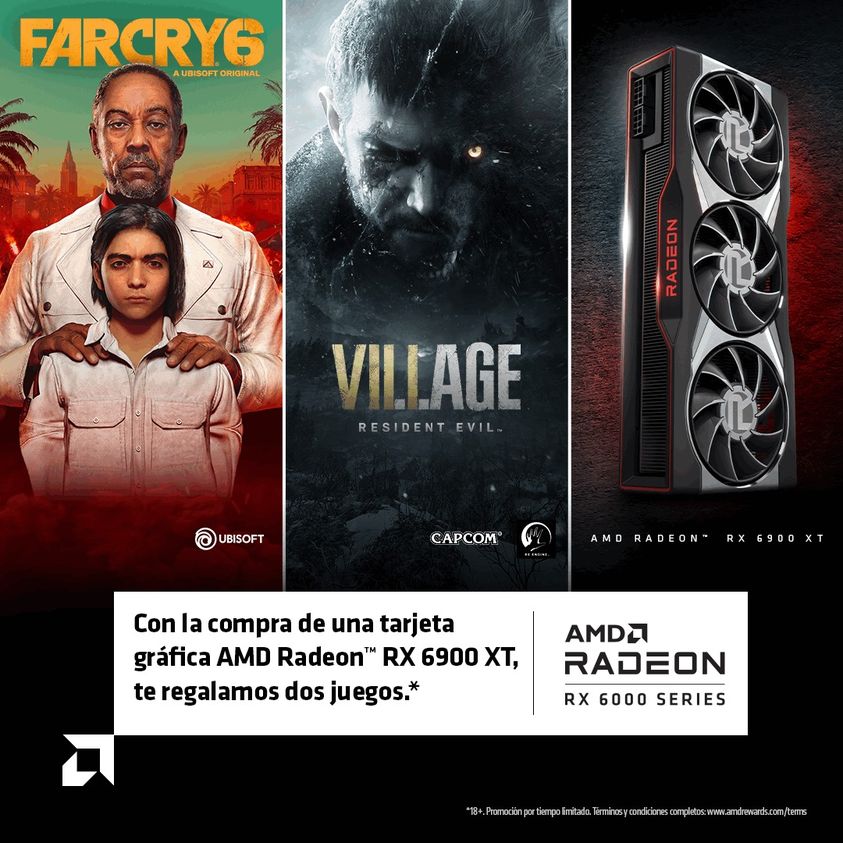 FARCRY6
A UBISOFT ORIGINAL
UBISOFT
VILLAGE
RESIDENT EVIL™
CAPCOM®
RE ENGINE™
RADEON
AMD RADEON™ RX 6900 XT
Con la compra de una tarjeta
gráfica AMD Radeon™ RX 6900 XT,
te regalamos dos juegos.*
AMD
RADEON
RX 6000 SERIES
*18+. Promoción por tiempo limitado. Términos y condiciones completos: www.amdrewards.com/terms